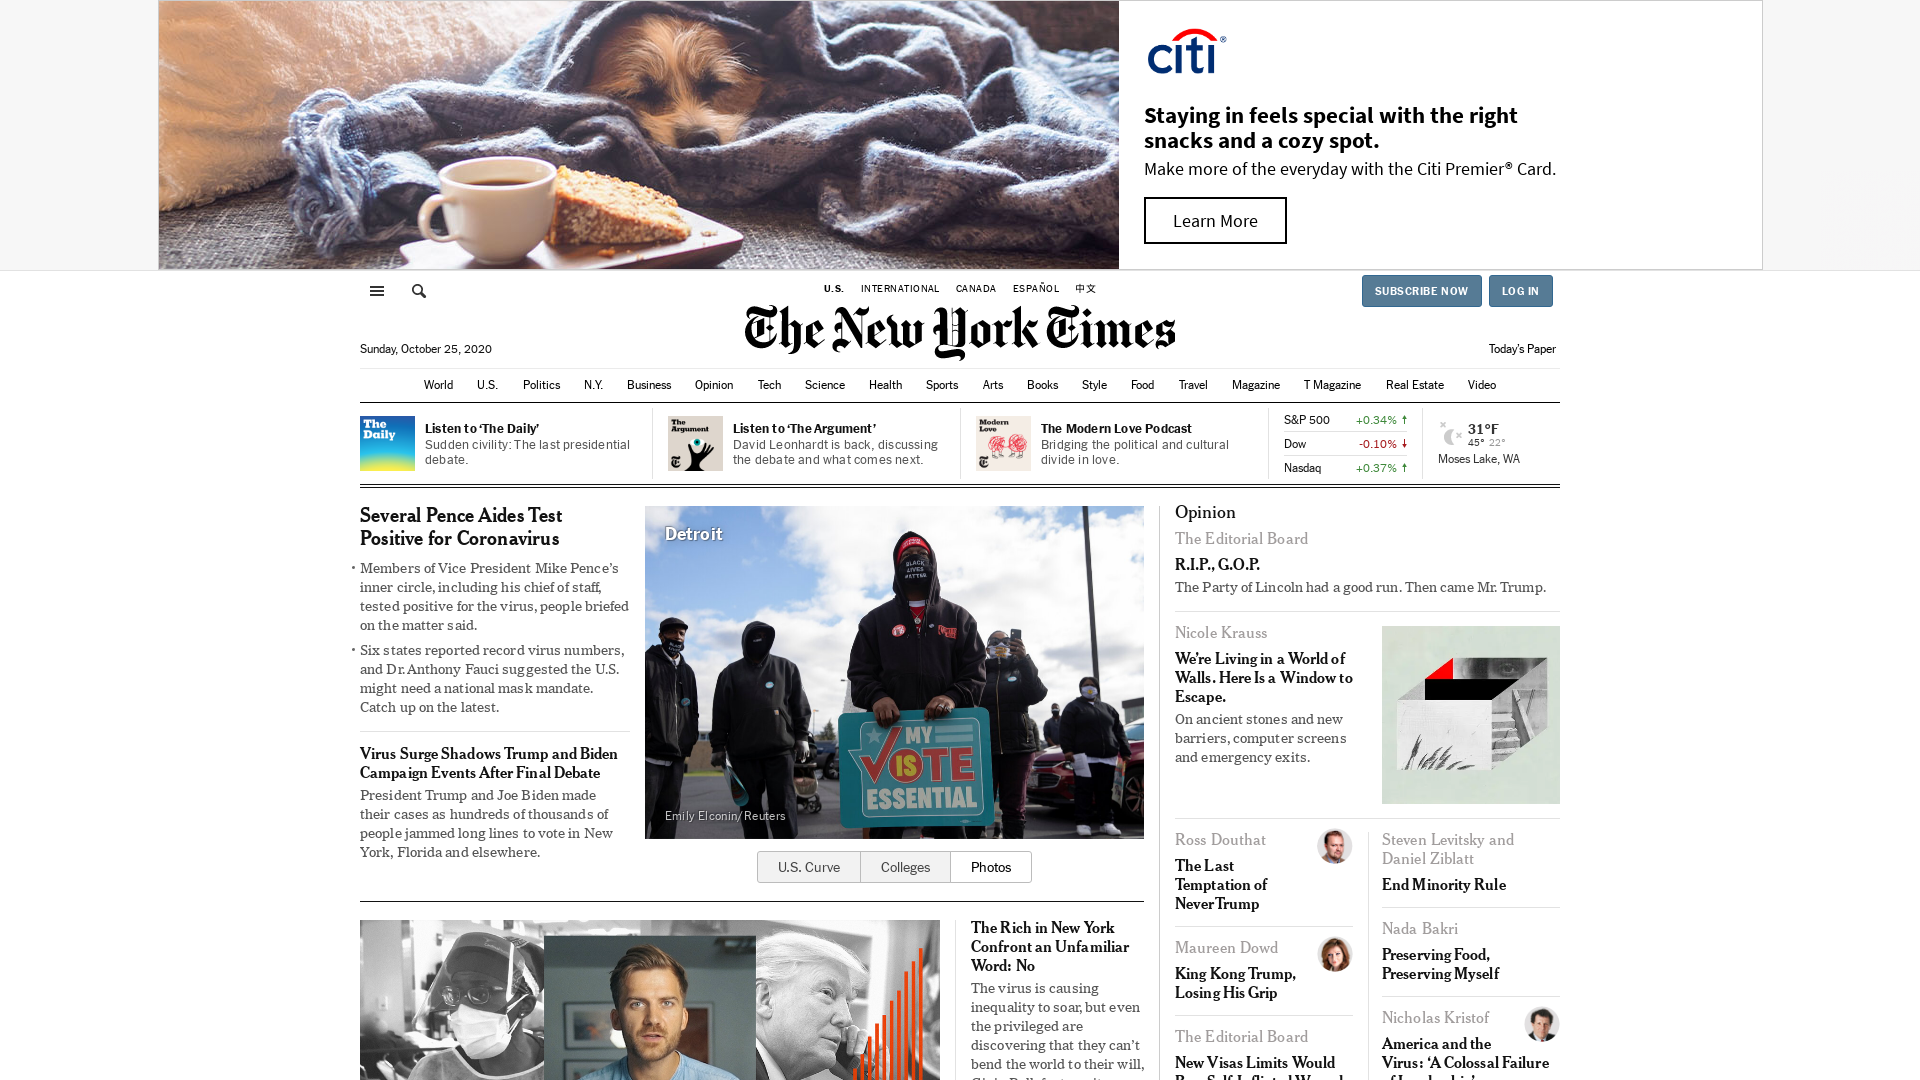 citi®
Staying in feels special with the right
snacks and a cozy spot.
Make more of the everyday with the Citi Premier® Card.
Learn More
U.S. INTERNATIONAL CANADA ESPAÑOL 中文
SUBSCRIBE NOW LOG IN
The New York Times
Sunday, October 25, 2020
Today's Paper
World U.S. Politics N.Y. Business Opinion Tech Science Health Sports Arts Books Style Food Travel Magazine T Magazine Real Estate Video
The
Daily
Listen to ‘The Daily’
Sudden civility: The last presidential
debate.
The
Argument
Listen to ‘The Argument’
David Leonhardt is back, discussing
the debate and what comes next.
Modern
Love
The Modern Love Podcast
Bridging the political and cultural
divide in love.
S&P 500 +0.34% ↑
Dow -0.10% ↓
Nasdaq +0.37% ↑
31°F
45° 22°
Moses Lake, WA
Several Pence Aides Test
Positive for Coronavirus
• Members of Vice President Mike Pence’s
inner circle, including his chief of staff,
tested positive for the virus, people briefed
on the matter said.
• Six states reported record virus numbers,
and Dr. Anthony Fauci suggested the U.S.
might need a national mask mandate.
Catch up on the latest.
Virus Surge Shadows Trump and Biden
Campaign Events After Final Debate
President Trump and Joe Biden made
their cases as hundreds of thousands of
people jammed long lines to vote in New
York, Florida and elsewhere.
Detroit
BLACK
LIVES
MATTER
MY
VOTE
IS
ESSENTIAL
Emily Elconin/Reuters
U.S. Curve Colleges Photos
The Rich in New York
Confront an Unfamiliar
Word: No
The virus is causing
inequality to soar, but even
the privileged are
discovering that they can’t
bend the world to their will,
Opinion
The Editorial Board
R.I.P., G.O.P.
The Party of Lincoln had a good run. Then came Mr. Trump.
Nicole Krauss
We’re Living in a World of
Walls. Here Is a Window to
Escape.
On ancient stones and new
barriers, computer screens
and emergency exits.
Ross Douthat
The Last
Temptation of
NeverTrump
Maureen Dowd
King Kong Trump,
Losing His Grip
The Editorial Board
New Visas Limits Would
Steven Levitsky and
Daniel Ziblatt
End Minority Rule
Nada Bakri
Preserving Food,
Preserving Myself
Nicholas Kristof
America and the
Virus: ‘A Colossal Failure